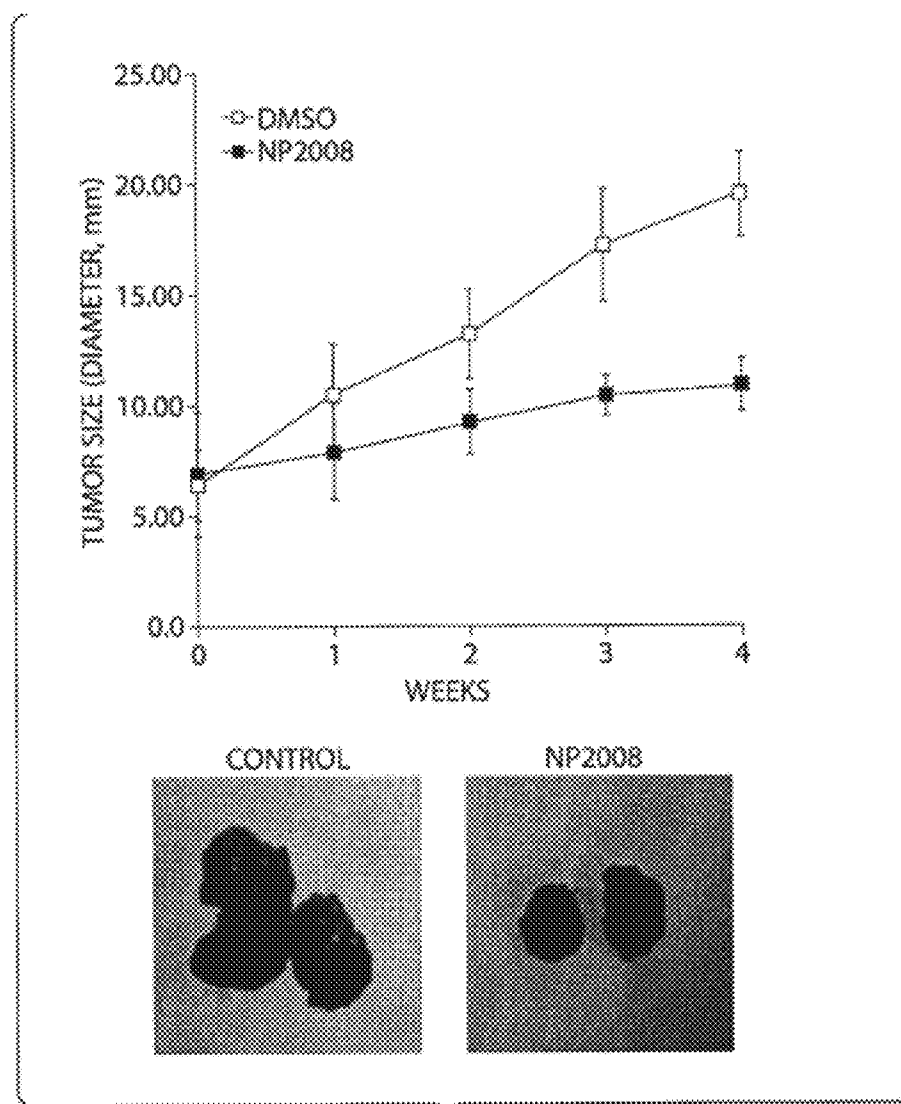 25.00
DMSO
NP2008
20.00
15.00
10.00
5.00
0.0
TUMOR SIZE (DIAMETER, mm)
0 1 2 3 4
WEEKS
CONTROL NP2008